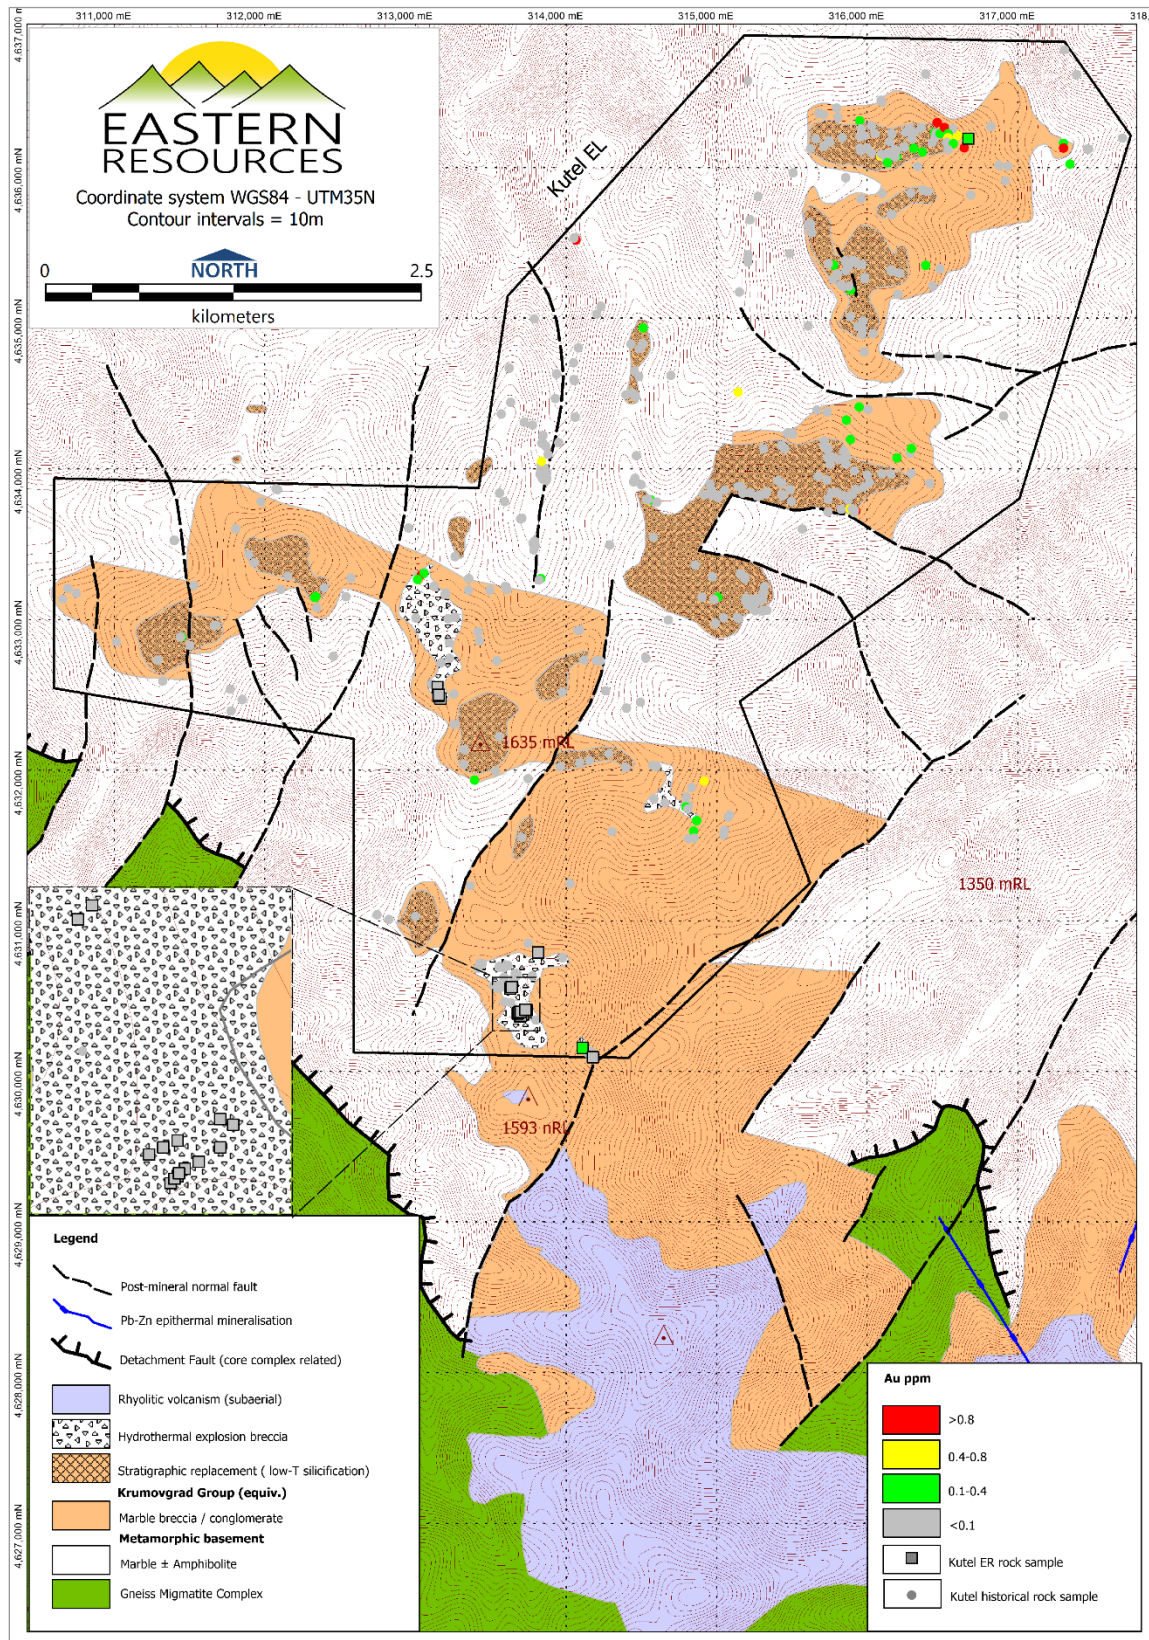 311,000 mE 312,000 mE 313,000 mE 314,000 mE 315,000 mE 316,000 mE 317,000 mE 318,
4,637,000 m
EASTERN
RESOURCES
Coordinate system WGS84 - UTM35N
Contour intervals = 10m
NORTH
0 2.5
kilometers
Kutel EL
4,636,000 mN
4,635,000 mN
4,634,000 mN
4,633,000 mN
4,632,000 mN
4,631,000 mN
4,630,000 mN
4,629,000 mN
4,628,000 mN
4,627,000 mN
1635 mRL
1350 mRL
1593 nRL
Legend
Post-mineral normal fault
Pb-Zn epithermal mineralisation
Detachment Fault (core complex related)
Rhyolitic volcanism (subaerial)
Hydrothermal explosion breccia
Stratigraphic replacement ( low-T silicification)
Krumovgrad Group (equiv.)
Marble breccia / conglomerate
Metamorphic basement
Marble ± Amphibolite
Gneiss Migmatite Complex
Au ppm
>0.8
0.4-0.8
0.1-0.4
<0.1
Kutel ER rock sample
Kutel historical rock sample